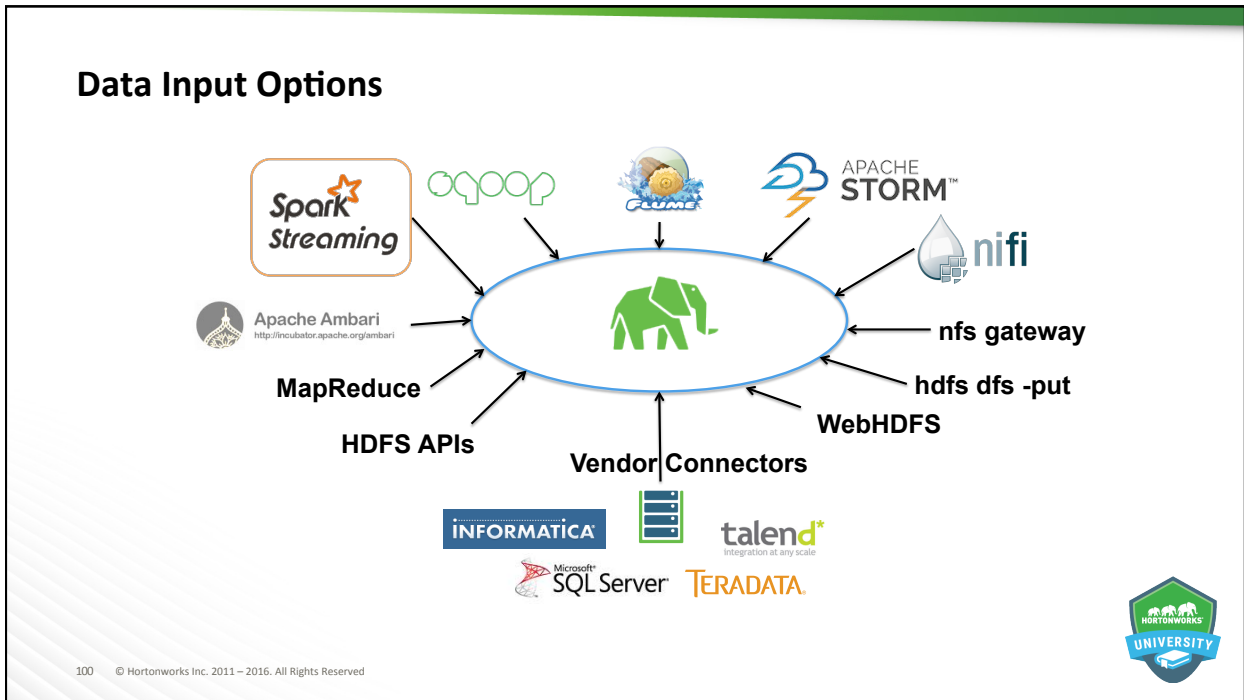 Data Input Options
Spark
Streaming
sqoop
FLUME
APACHE
STORM™
nifi
Apache Ambari
http://incubator.apache.org/ambari
nfs gateway
MapReduce
hdfs dfs -put
WebHDFS
HDFS APIs
Vendor Connectors
INFORMATICA
talend*
integration at any scale
Microsoft®
SQL Server®
TERADATA®
HORTONWORKS
UNIVERSITY
100 © Hortonworks Inc. 2011 – 2016. All Rights Reserved